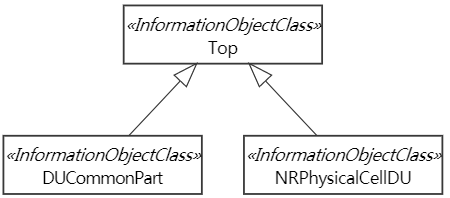 «InformationObjectClass»
Top
«InformationObjectClass»
DUCommonPart
«InformationObjectClass»
NRPhysicalCellDU